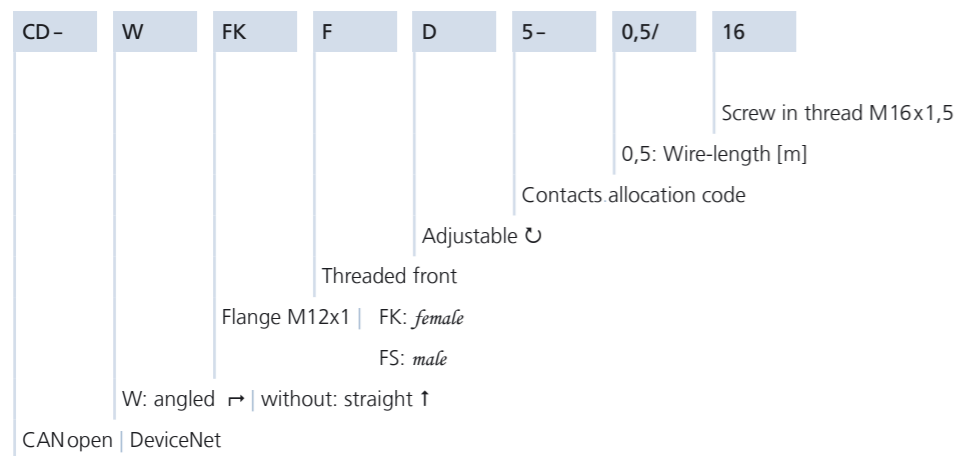 CD– W FK F D 5– 0,5/ 16
Screw in thread M16x1,5
0,5: Wire-length [m]
Contacts allocation code
Adjustable ↻
Threaded front
Flange M12x1 | FK: female
FS: male
W: angled ↱ | without: straight ↑
CANopen | DeviceNet